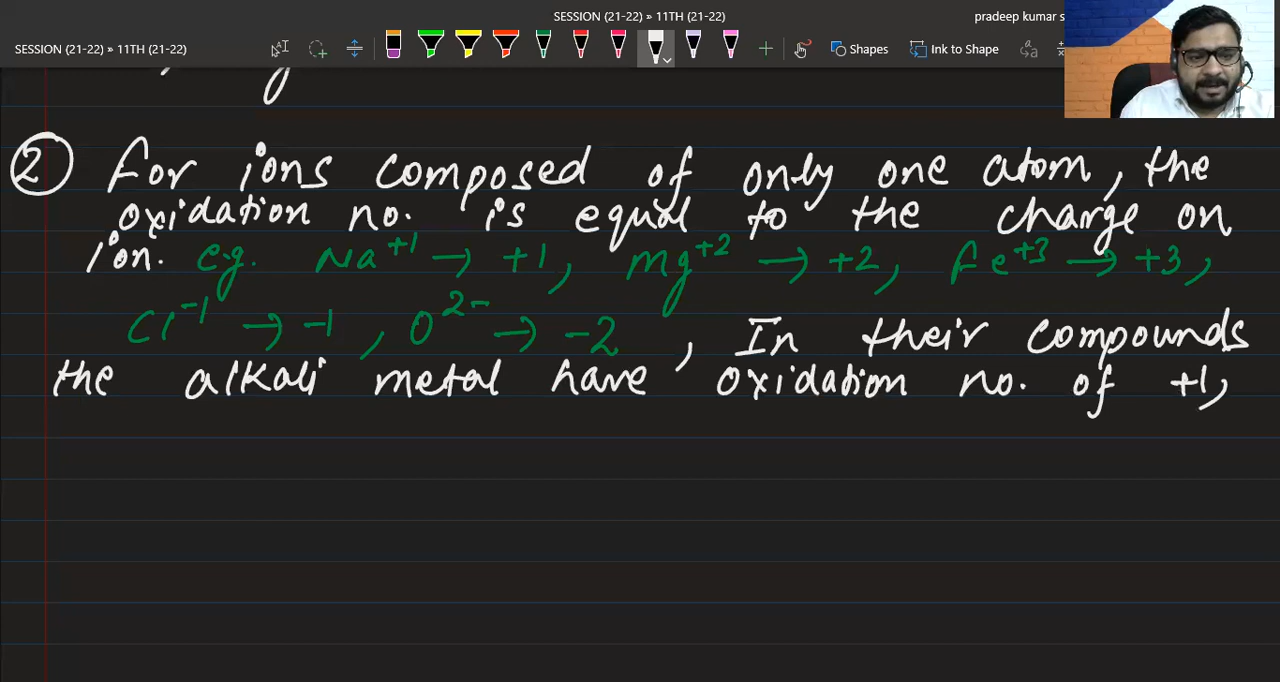 SESSION (21-22) » 11TH (21-22)
pradeep kumar s
SESSION (21-22) » 11TH (21-22)
Shapes
Ink to Shape
② For ions composed of only one atom, the
oxidation no. is equal to the charge on
ion. e.g. Na⁺¹ → +1, Mg⁺² → +2, Fe⁺³ → +3,
Cl⁻¹ → -1, O²⁻ → -2, In their compounds
the alkali metal have oxidation no. of +1,